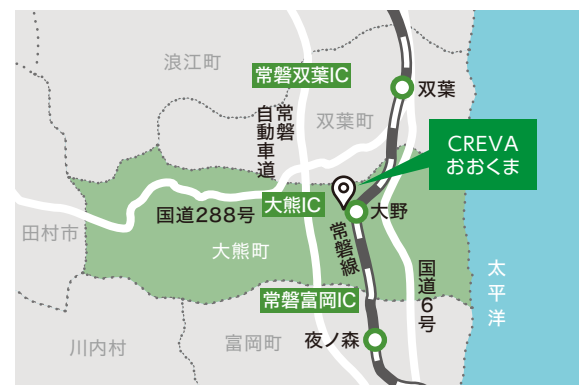 浪江町
常磐双葉IC
双葉
常磐
自動車道
双葉町
CREVA
おおくま
大熊IC
国道288号
大野
田村市
大熊町
常磐線
国道6号
太平洋
常磐富岡IC
川内村
富岡町
夜ノ森